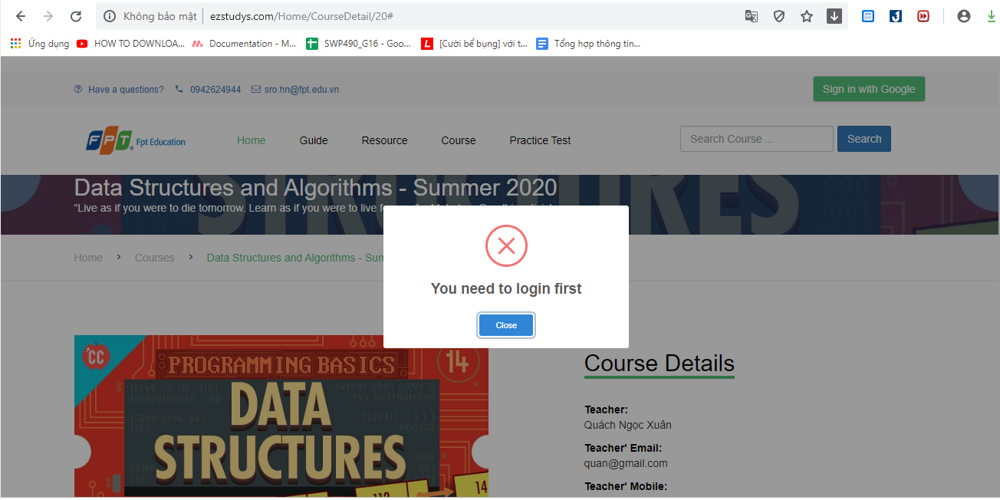 Không bảo mật ezstudys.com/Home/CourseDetail/20#
Ứng dụng HOW TO DOWNLOA... Documentation - M... SWP490_G16 - Goo... [Cười bể bụng] với t... Tổng hợp thông tin...
Have a questions? 0942624944 sro.hn@fpt.edu.vn Sign in with Google
FPT Fpt Education Home Guide Resource Course Practice Test Search Course ... Search
Data Structures and Algorithms - Summer 2020
"Live as if you were to die tomorrow. Learn as if you were to live
Home > Courses > Data Structures and Algorithms - Sum
You need to login first
Close
CC PROGRAMMING BASICS 14
DATA
STRUCTURES
Course Details
Teacher:
Quách Ngọc Xuân
Teacher' Email:
quan@gmail.com
Teacher' Mobile: